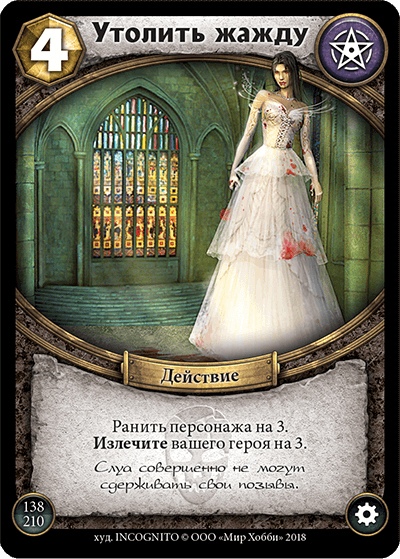 4
Утолить жажду
Действие
Ранить персонажа на 3.
Излечите вашего героя на 3.
Слуа совершенно не могут
сдерживать свои позывы.
138
210
худ. INCOGNITO © ООО «Мир Хобби» 2018